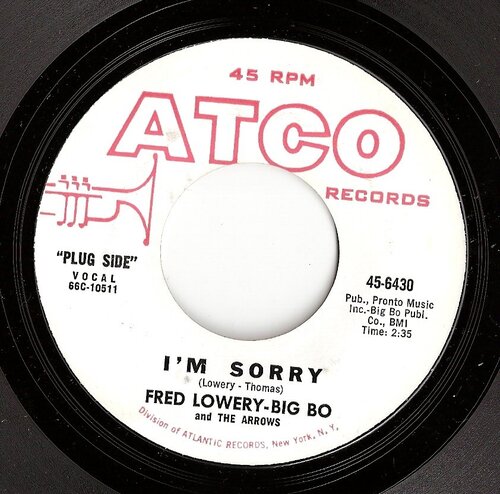 45 RPM
ATCO
RECORDS
"PLUG SIDE"
VOCAL
66C-10511
45-6430
Pub., Pronto Music
Inc.-Big Bo Publ.
Co., BMI
Time: 2:35
I'M SORRY
(Lowery - Thomas)
FRED LOWERY-BIG BO
and THE ARROWS
Division of ATLANTIC RECORDS, New York, N. Y.